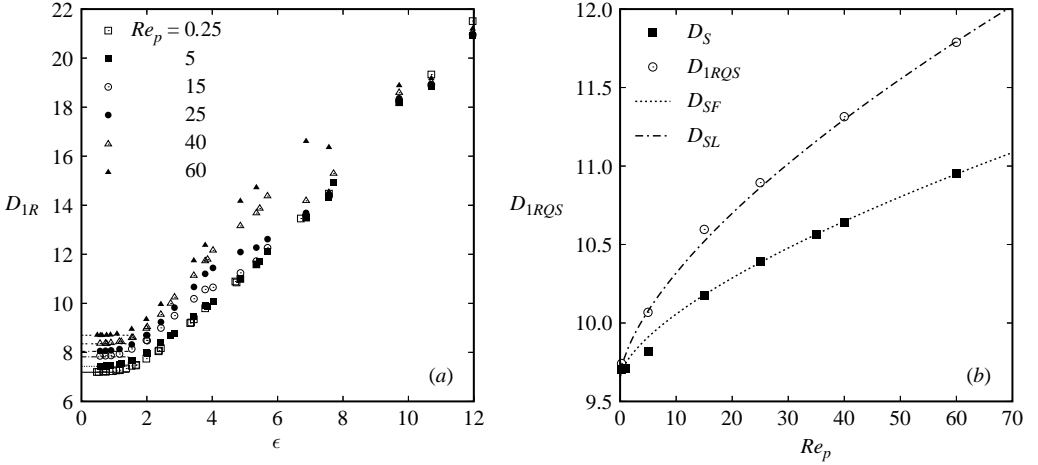 22
20
18
16
14
12
10
8
6
D1R
Rep = 0.25
5
15
25
40
60
(a)
0 2 4 6 8 10 12
ϵ
12.0
11.5
11.0
10.5
10.0
9.5
D1RQS
DS
D1RQS
DSF
DSL
(b)
0 10 20 30 40 50 60 70
Rep